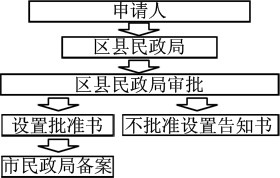 申请人
区县民政局
区县民政局审批
设置批准书
不批准设置告知书
市民政局备案